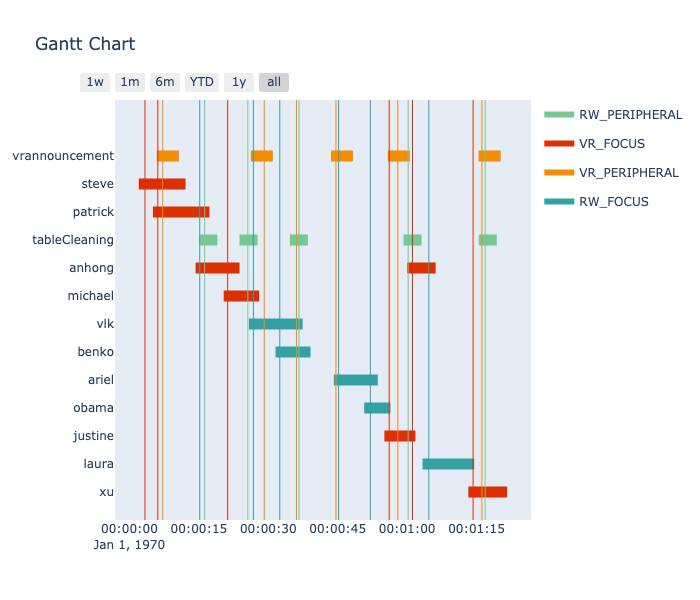 Gantt Chart
1w 1m 6m YTD 1y all
RW_PERIPHERAL
VR_FOCUS
VR_PERIPHERAL
RW_FOCUS
vrannouncement
steve
patrick
tableCleaning
anhong
michael
vlk
benko
ariel
obama
justine
laura
xu
00:00:00 00:00:15 00:00:30 00:00:45 00:01:00 00:01:15
Jan 1, 1970